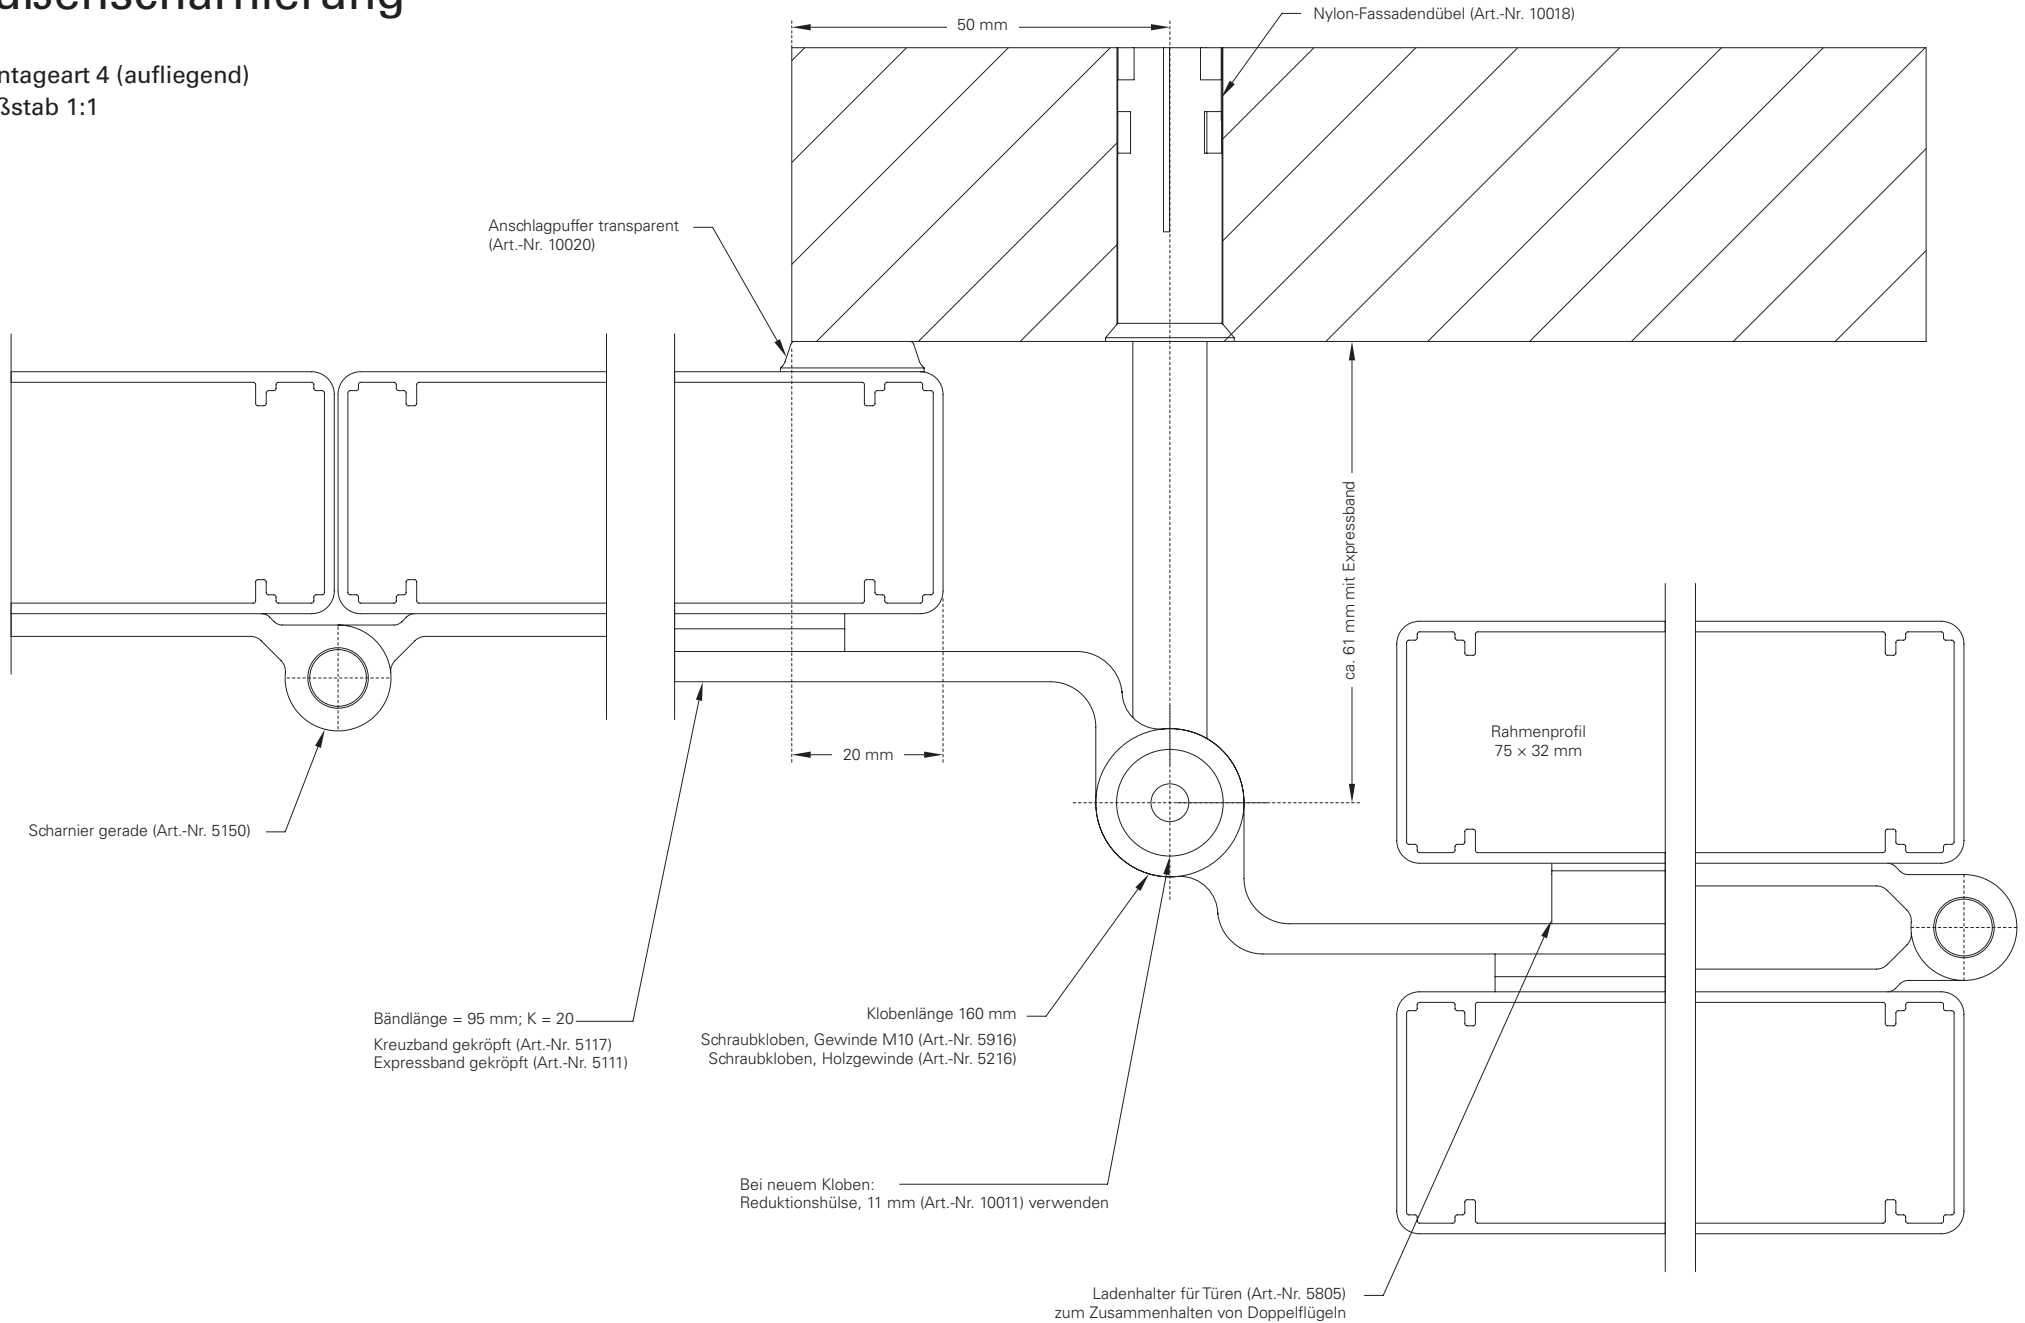 ußenscharnierung
ntageart 4 (aufliegend)
ßstab 1:1
50 mm
Nylon-Fassadendübel (Art.-Nr. 10018)
Anschlagpuffer transparent
(Art.-Nr. 10020)
ca. 61 mm mit Expressband
Rahmenprofil
75 × 32 mm
20 mm
Scharnier gerade (Art.-Nr. 5150)
Bändlänge = 95 mm; K = 20
Kreuzband gekröpft (Art.-Nr. 5117)
Expressband gekröpft (Art.-Nr. 5111)
Klobenlänge 160 mm
Schraubkloben, Gewinde M10 (Art.-Nr. 5916)
Schraubkloben, Holzgewinde (Art.-Nr. 5216)
Bei neuem Kloben:
Reduktionshülse, 11 mm (Art.-Nr. 10011) verwenden
Ladenhalter für Türen (Art.-Nr. 5805)
zum Zusammenhalten von Doppelflügeln